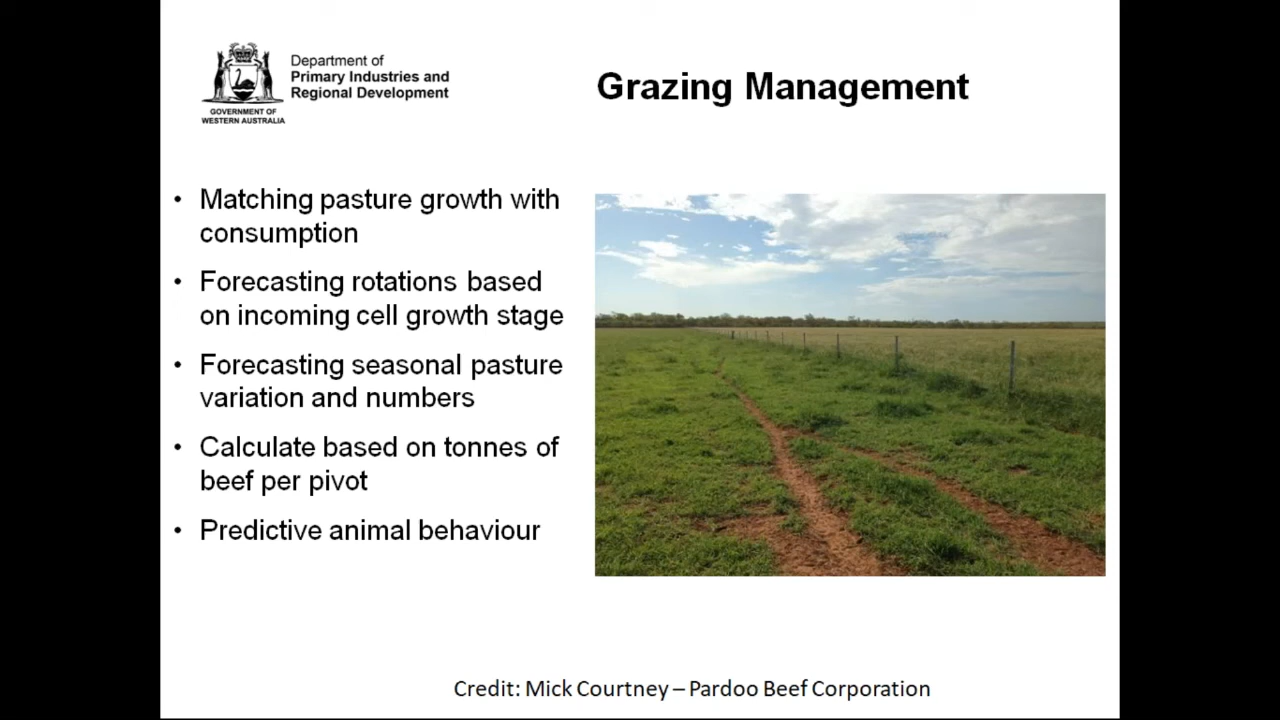 Department of
Primary Industries and
Regional Development
GOVERNMENT OF
WESTERN AUSTRALIA
Grazing Management
• Matching pasture growth with
consumption
• Forecasting rotations based
on incoming cell growth stage
• Forecasting seasonal pasture
variation and numbers
• Calculate based on tonnes of
beef per pivot
• Predictive animal behaviour
Credit: Mick Courtney – Pardoo Beef Corporation